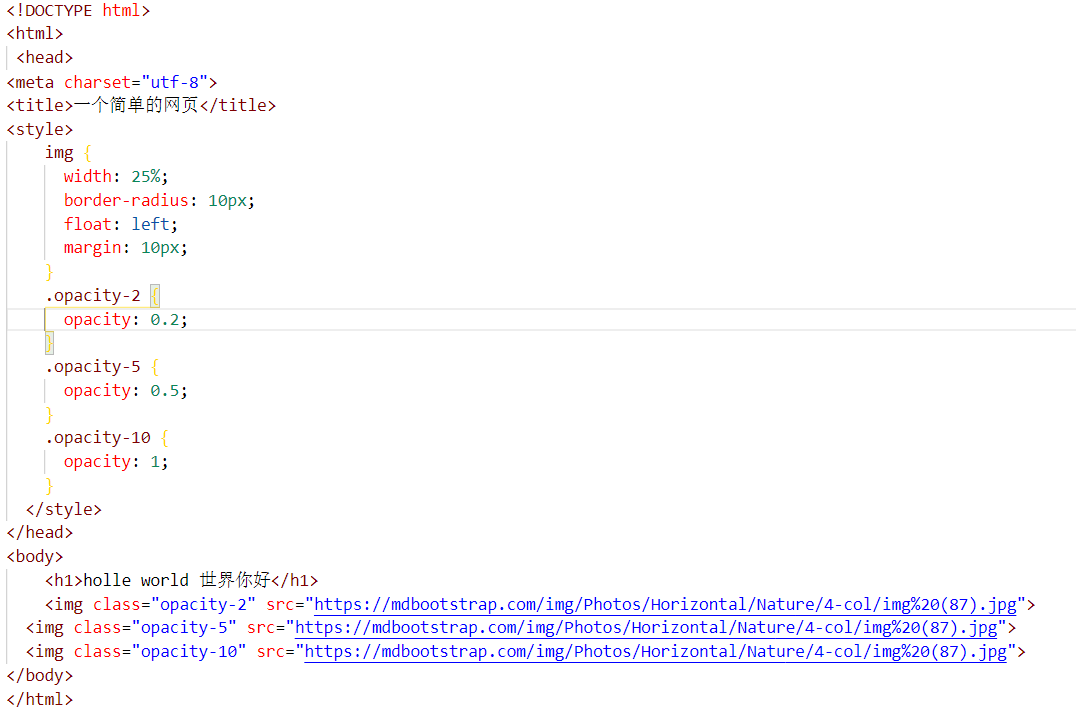 <!DOCTYPE html>
<html>
<head>
<meta charset="utf-8">
<title>一个简单的网页</title>
<style>
img {
width: 25%;
border-radius: 10px;
float: left;
margin: 10px;
}
.opacity-2 {
opacity: 0.2;
}
.opacity-5 {
opacity: 0.5;
}
.opacity-10 {
opacity: 1;
}
</style>
</head>
<body>
<h1>holle world 世界你好</h1>
<img class="opacity-2" src="https://mdbootstrap.com/img/Photos/Horizontal/Nature/4-col/img%20(87).jpg">
<img class="opacity-5" src="https://mdbootstrap.com/img/Photos/Horizontal/Nature/4-col/img%20(87).jpg">
<img class="opacity-10" src="https://mdbootstrap.com/img/Photos/Horizontal/Nature/4-col/img%20(87).jpg">
</body>
</html>